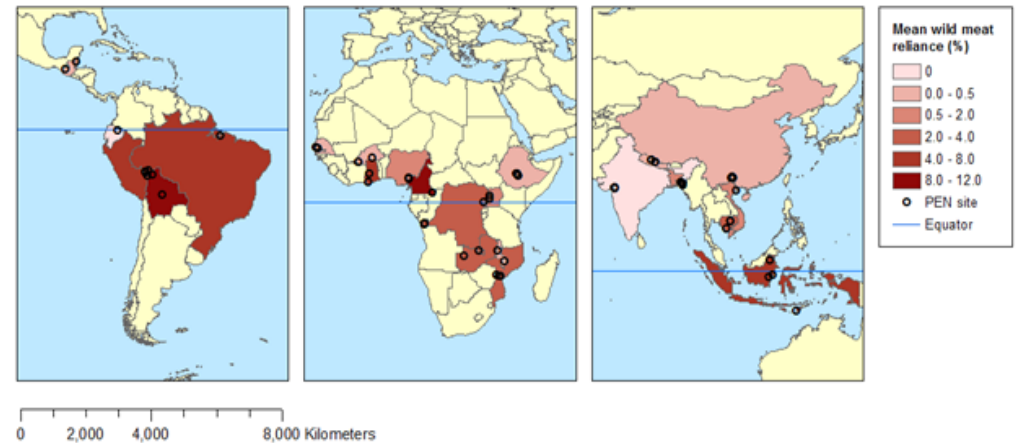 Mean wild meat
reliance (%)
0
0.0 - 0.5
0.5 - 2.0
2.0 - 4.0
4.0 - 8.0
8.0 - 12.0
PEN site
Equator
0 2,000 4,000 8,000 Kilometers